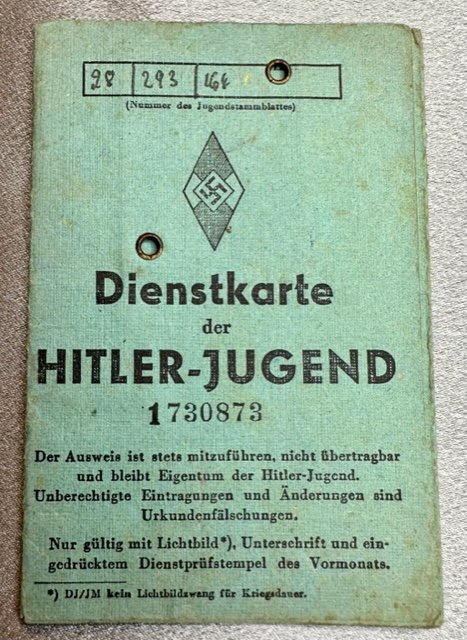 28 293 164
(Nummer des Jugendstammblattes)
Dienstkarte
der
HITLER-JUGEND
1730873
Der Ausweis ist stets mitzuführen, nicht übertragbar
und bleibt Eigentum der Hitler-Jugend.
Unberechtigte Eintragungen und Änderungen sind
Urkundenfälschungen.
Nur gültig mit Lichtbild*), Unterschrift und ein-
gedrücktem Dienstprüfstempel des Vormonats.
*) DJ/JM kein Lichtbildzwang für Kriegsdauer.